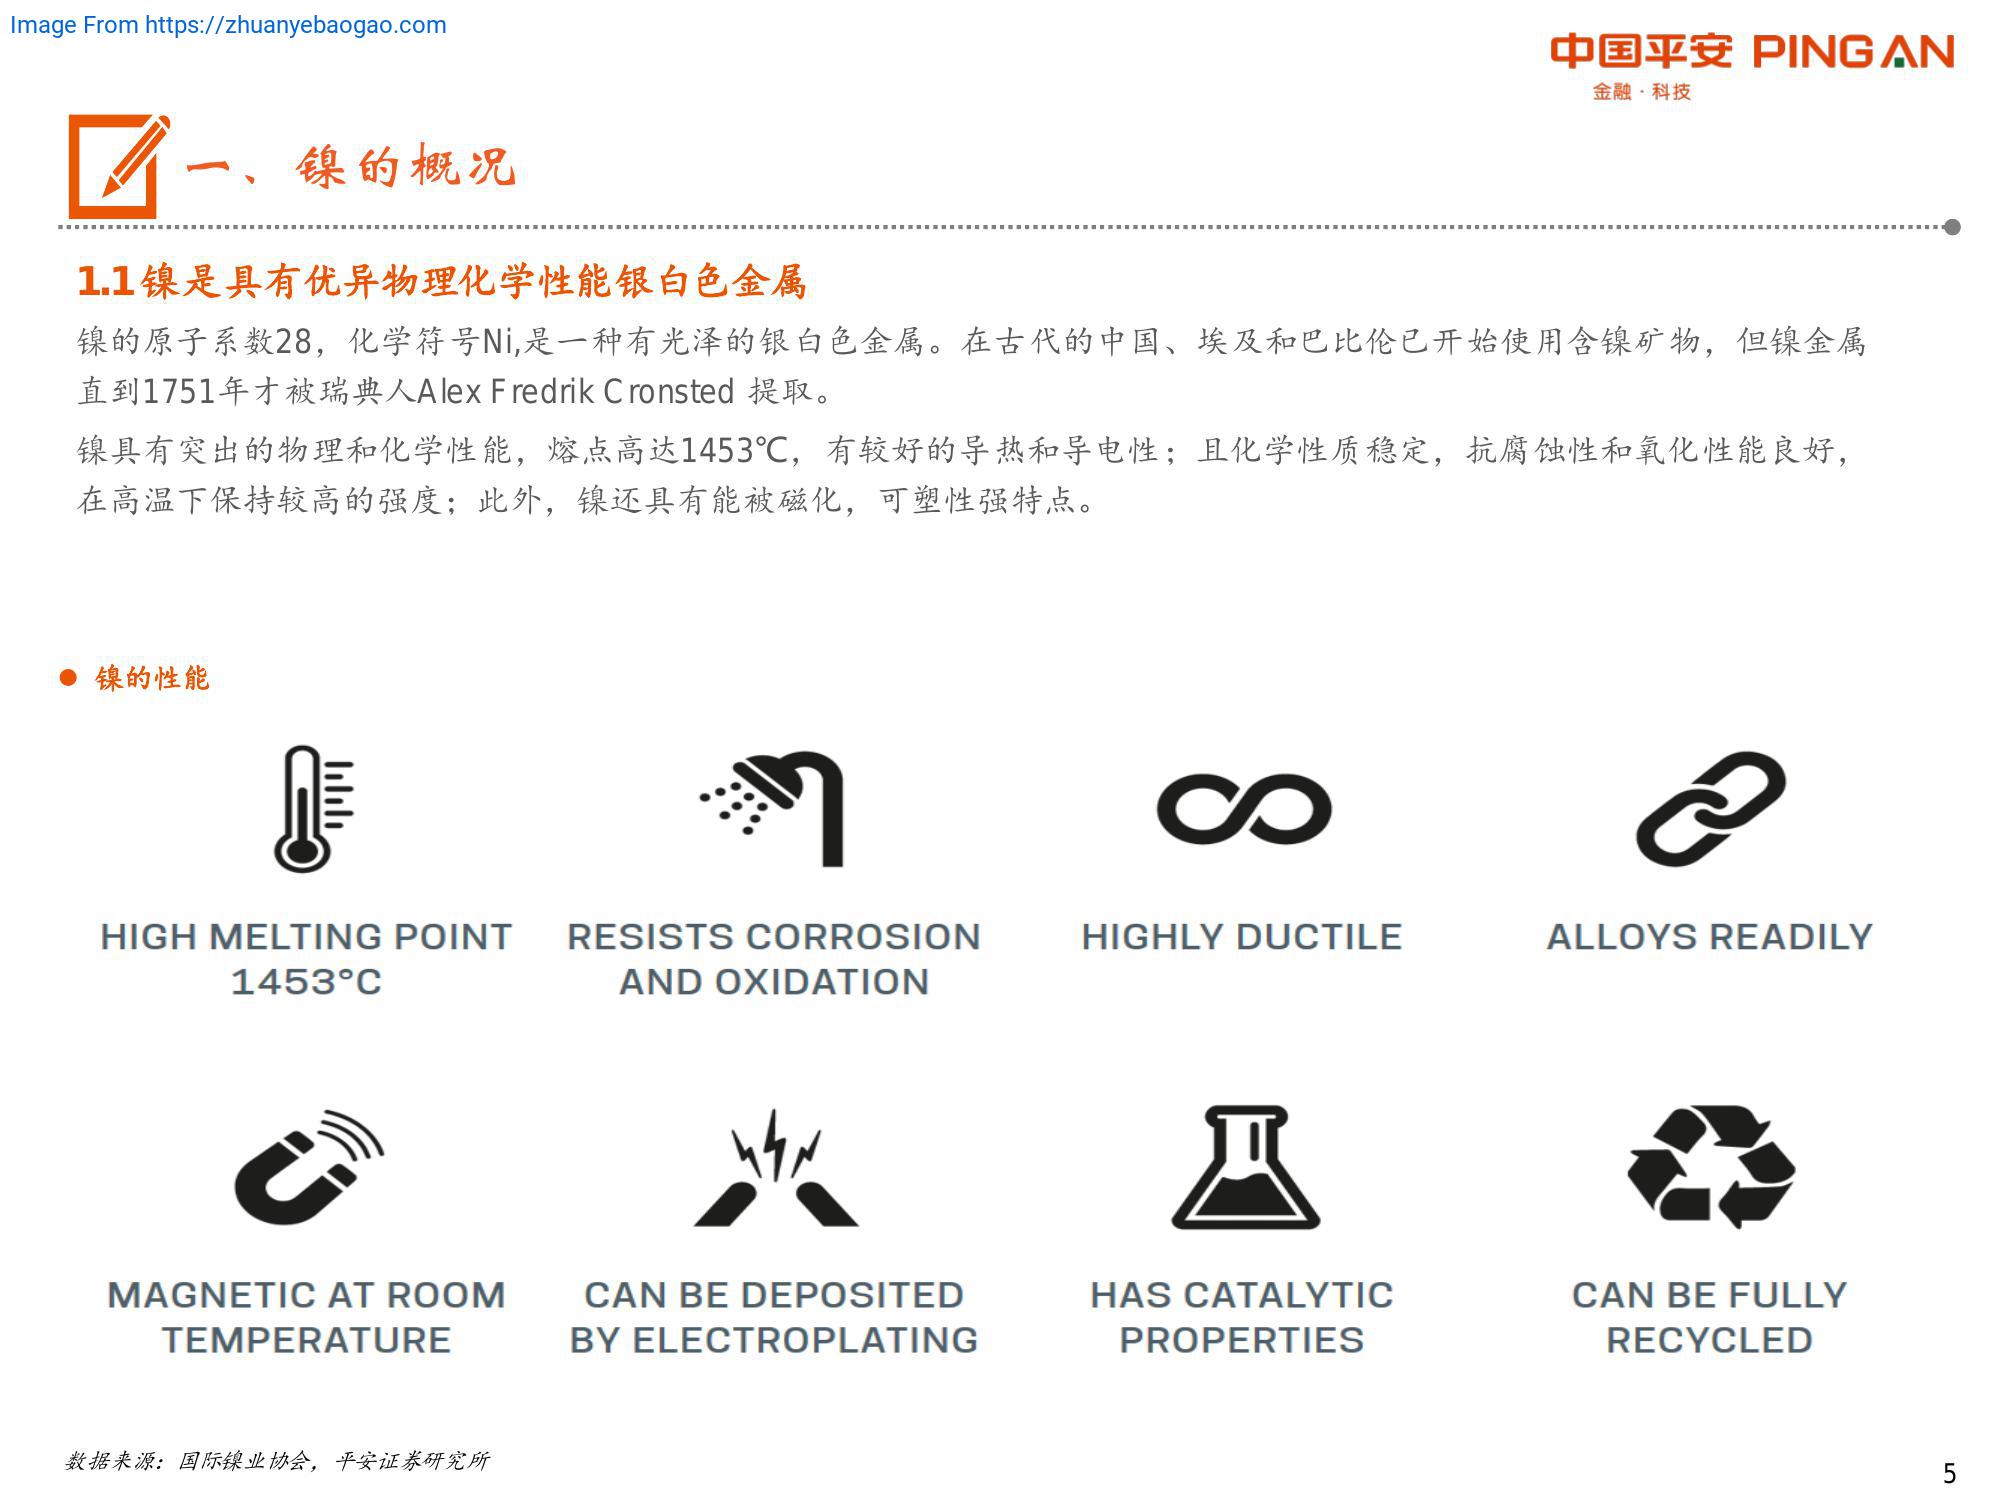 Image From https://zhuanyebaogao.com
中国平安 PING AN
金融·科技
一、镍的概况
1.1镍是具有优异物理化学性能银白色金属
镍的原子系数28，化学符号Ni,是一种有光泽的银白色金属。在古代的中国、埃及和巴比伦已开始使用含镍矿物，但镍金属
直到1751年才被瑞典人Alex Fredrik Cronsted 提取。
镍具有突出的物理和化学性能，熔点高达1453℃，有较好的导热和导电性；且化学性质稳定，抗腐蚀性和氧化性能良好，
在高温下保持较高的强度；此外，镍还具有能被磁化，可塑性强特点。
镍的性能
HIGH MELTING POINT
1453°C
RESISTS CORROSION
AND OXIDATION
HIGHLY DUCTILE
ALLOYS READILY
MAGNETIC AT ROOM
TEMPERATURE
CAN BE DEPOSITED
BY ELECTROPLATING
HAS CATALYTIC
PROPERTIES
CAN BE FULLY
RECYCLED
数据来源：国际镍业协会，平安证券研究所
5